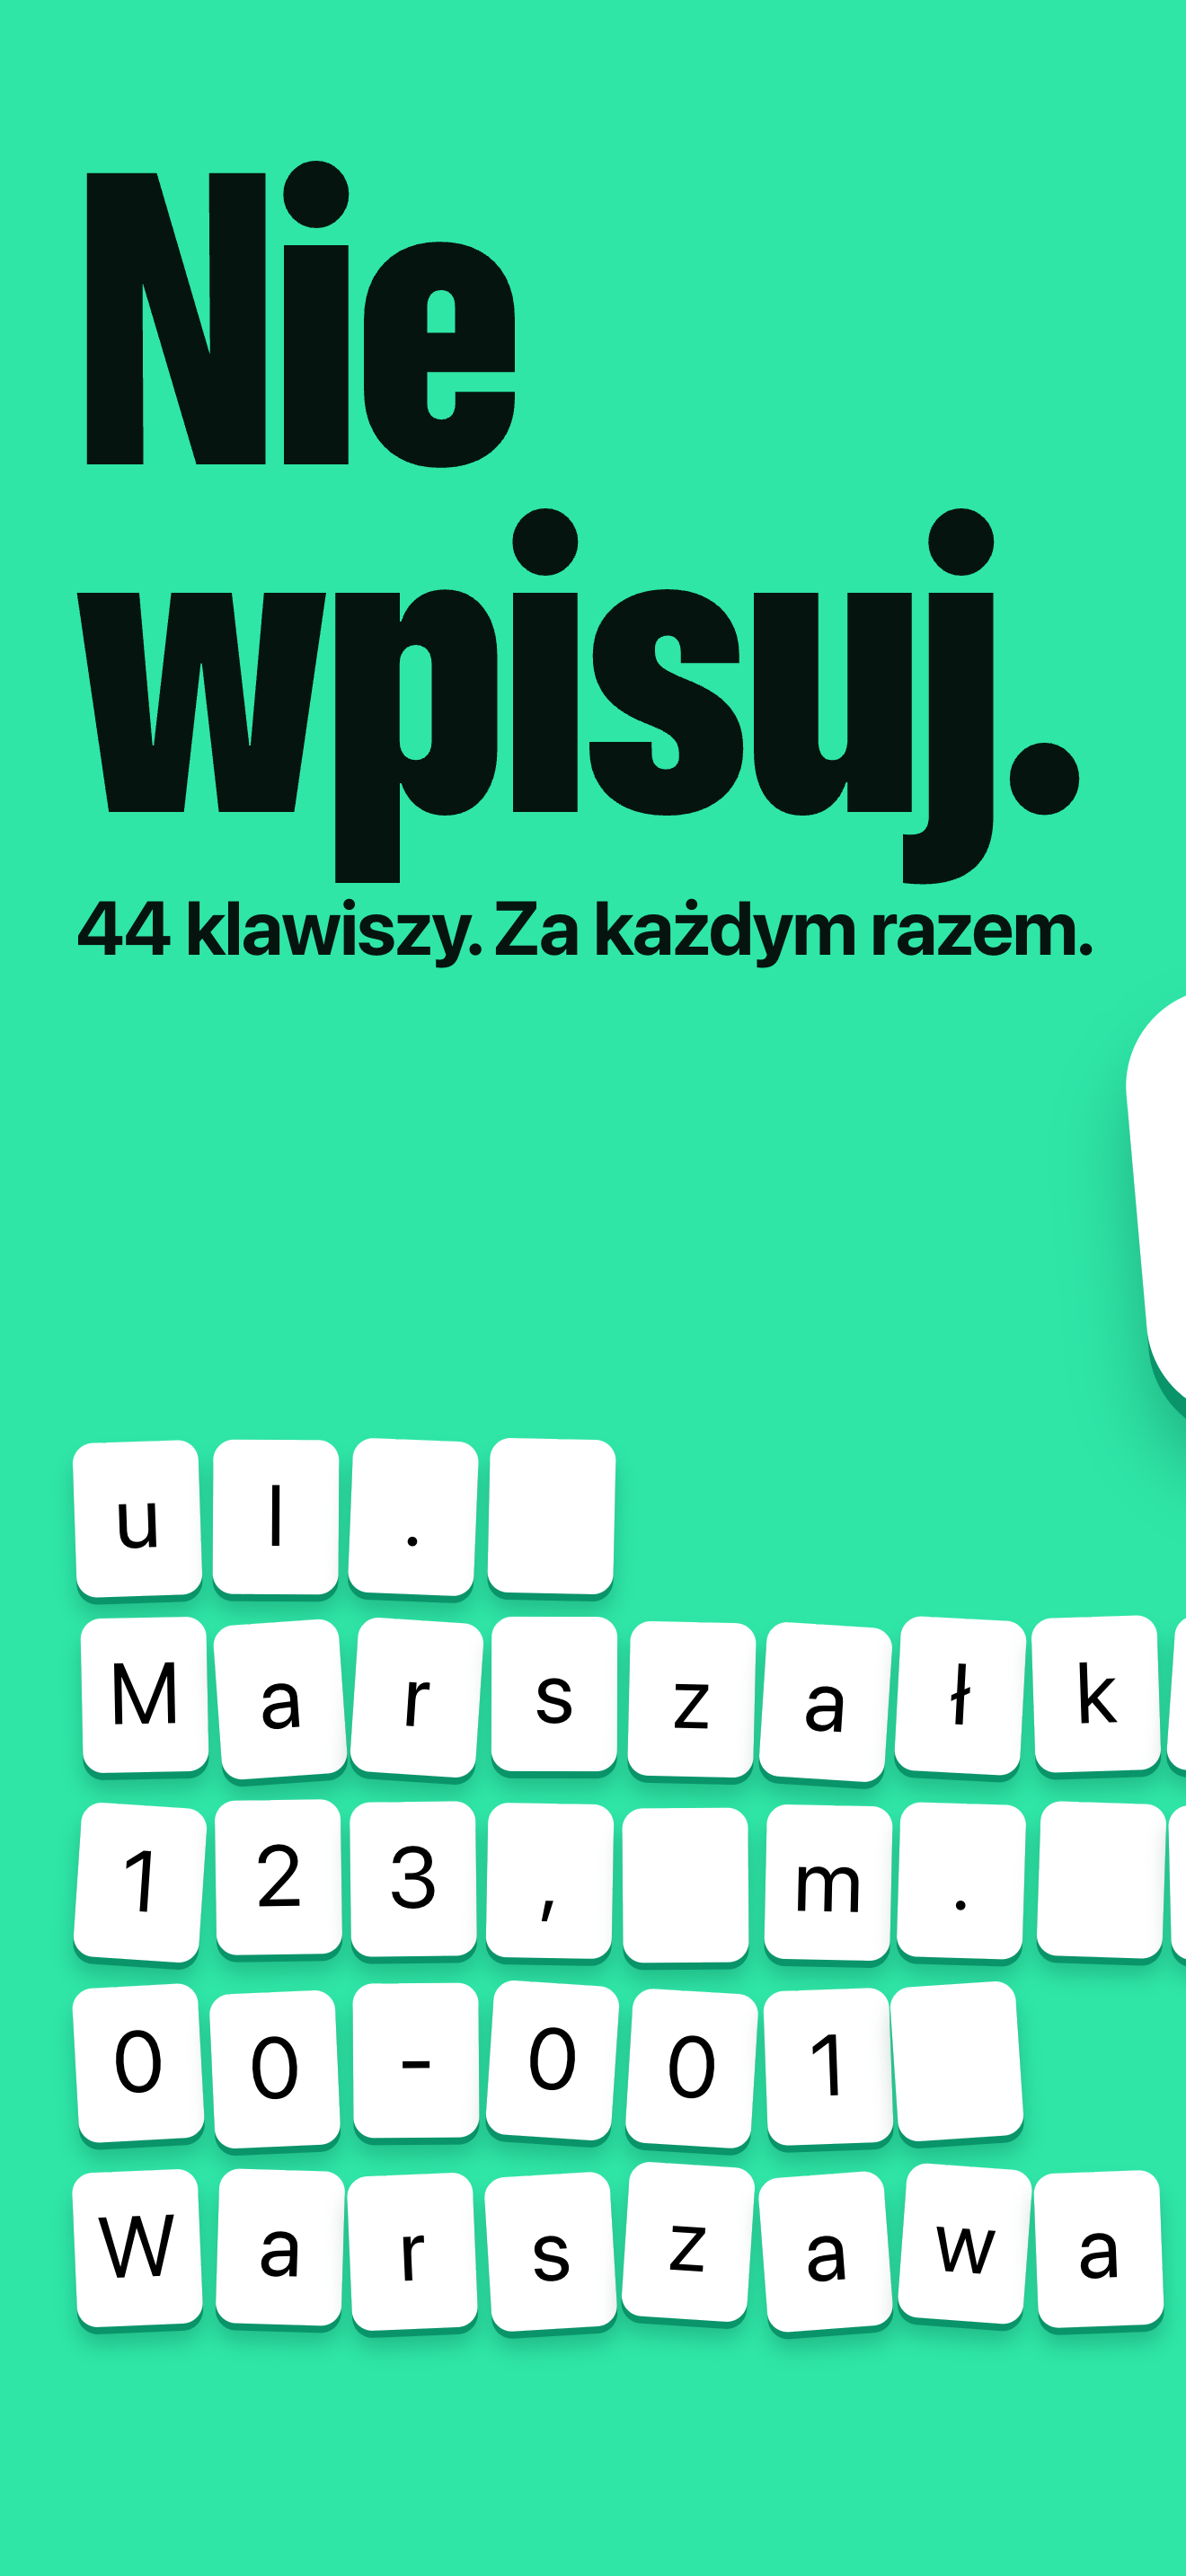 Nie
wpisuj.
44 klawiszy. Za każdym razem.
ul.
Marszałk
123, m.
00-001
Warszawa